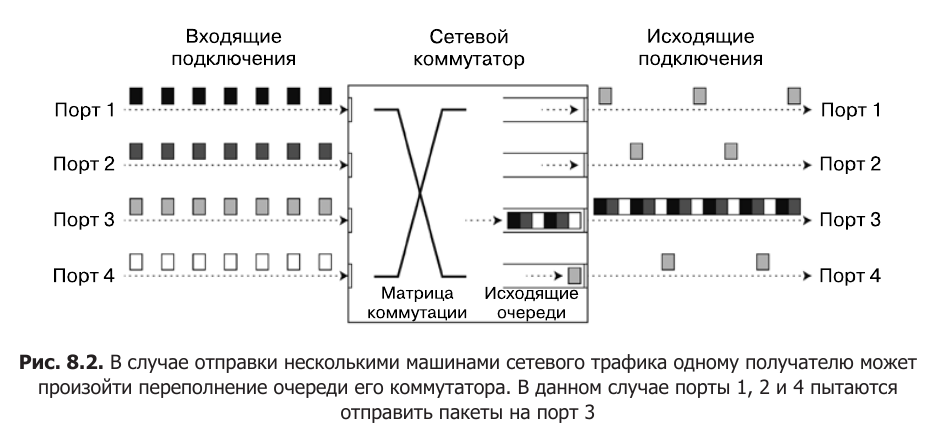 Входящие
подключения
Сетевой
коммутатор
Исходящие
подключения
Порт 1
Порт 1
Порт 2
Порт 2
Порт 3
Порт 3
Порт 4
Порт 4
Матрица
коммутации
Исходящие
очереди
Рис. 8.2. В случае отправки несколькими машинами сетевого трафика одному получателю может
произойти переполнение очереди его коммутатора. В данном случае порты 1, 2 и 4 пытаются
отправить пакеты на порт 3